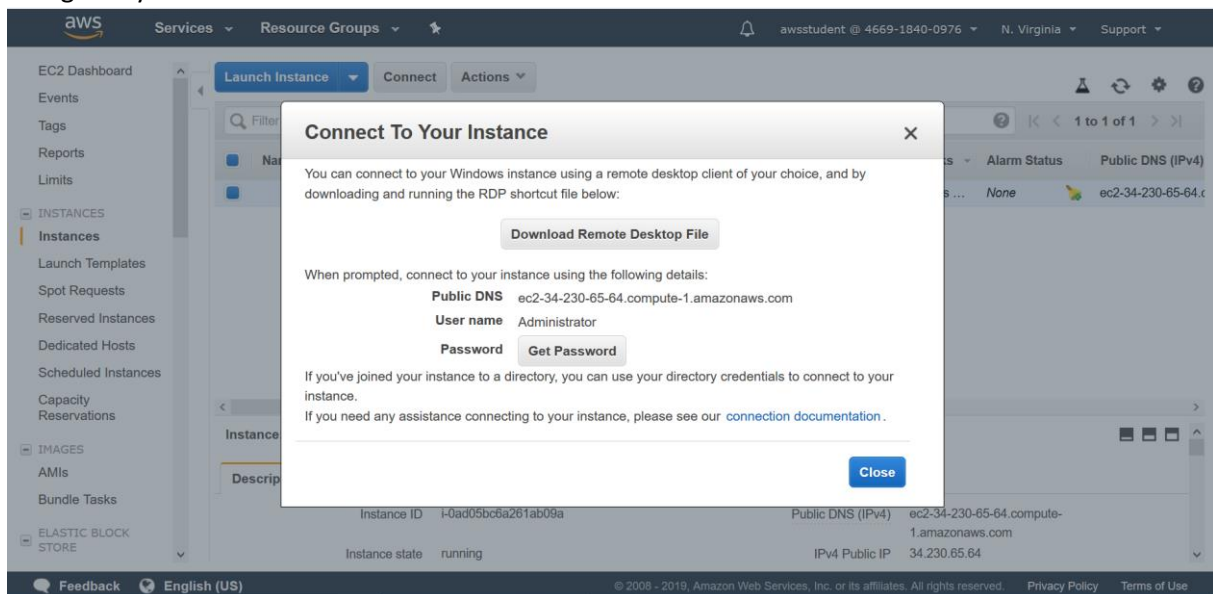 aws
Services
Resource Groups
awsstudent @ 4669-1840-0976
N. Virginia
Support
EC2 Dashboard
Events
Tags
Reports
Limits
INSTANCES
Instances
Launch Templates
Spot Requests
Reserved Instances
Dedicated Hosts
Scheduled Instances
Capacity
Reservations
IMAGES
AMIs
Bundle Tasks
ELASTIC BLOCK
STORE
Launch Instance
Connect
Actions
Filter
1 to 1 of 1
Alarm Status
Public DNS (IPv4)
None
ec2-34-230-65-64.c
Connect To Your Instance
You can connect to your Windows instance using a remote desktop client of your choice, and by
downloading and running the RDP shortcut file below:
Download Remote Desktop File
When prompted, connect to your instance using the following details:
Public DNS ec2-34-230-65-64.compute-1.amazonaws.com
User name Administrator
Password Get Password
If you've joined your instance to a directory, you can use your directory credentials to connect to your
instance.
If you need any assistance connecting to your instance, please see our connection documentation.
Close
Instance
Descrip
Instance ID i-0ad05bc6a261ab09a
Public DNS (IPv4) ec2-34-230-65-64.compute-
1.amazonaws.com
Instance state running
IPv4 Public IP 34.230.65.64
Feedback
English (US)
© 2008 - 2019, Amazon Web Services, Inc. or its affiliates. All rights reserved.
Privacy Policy
Terms of Use